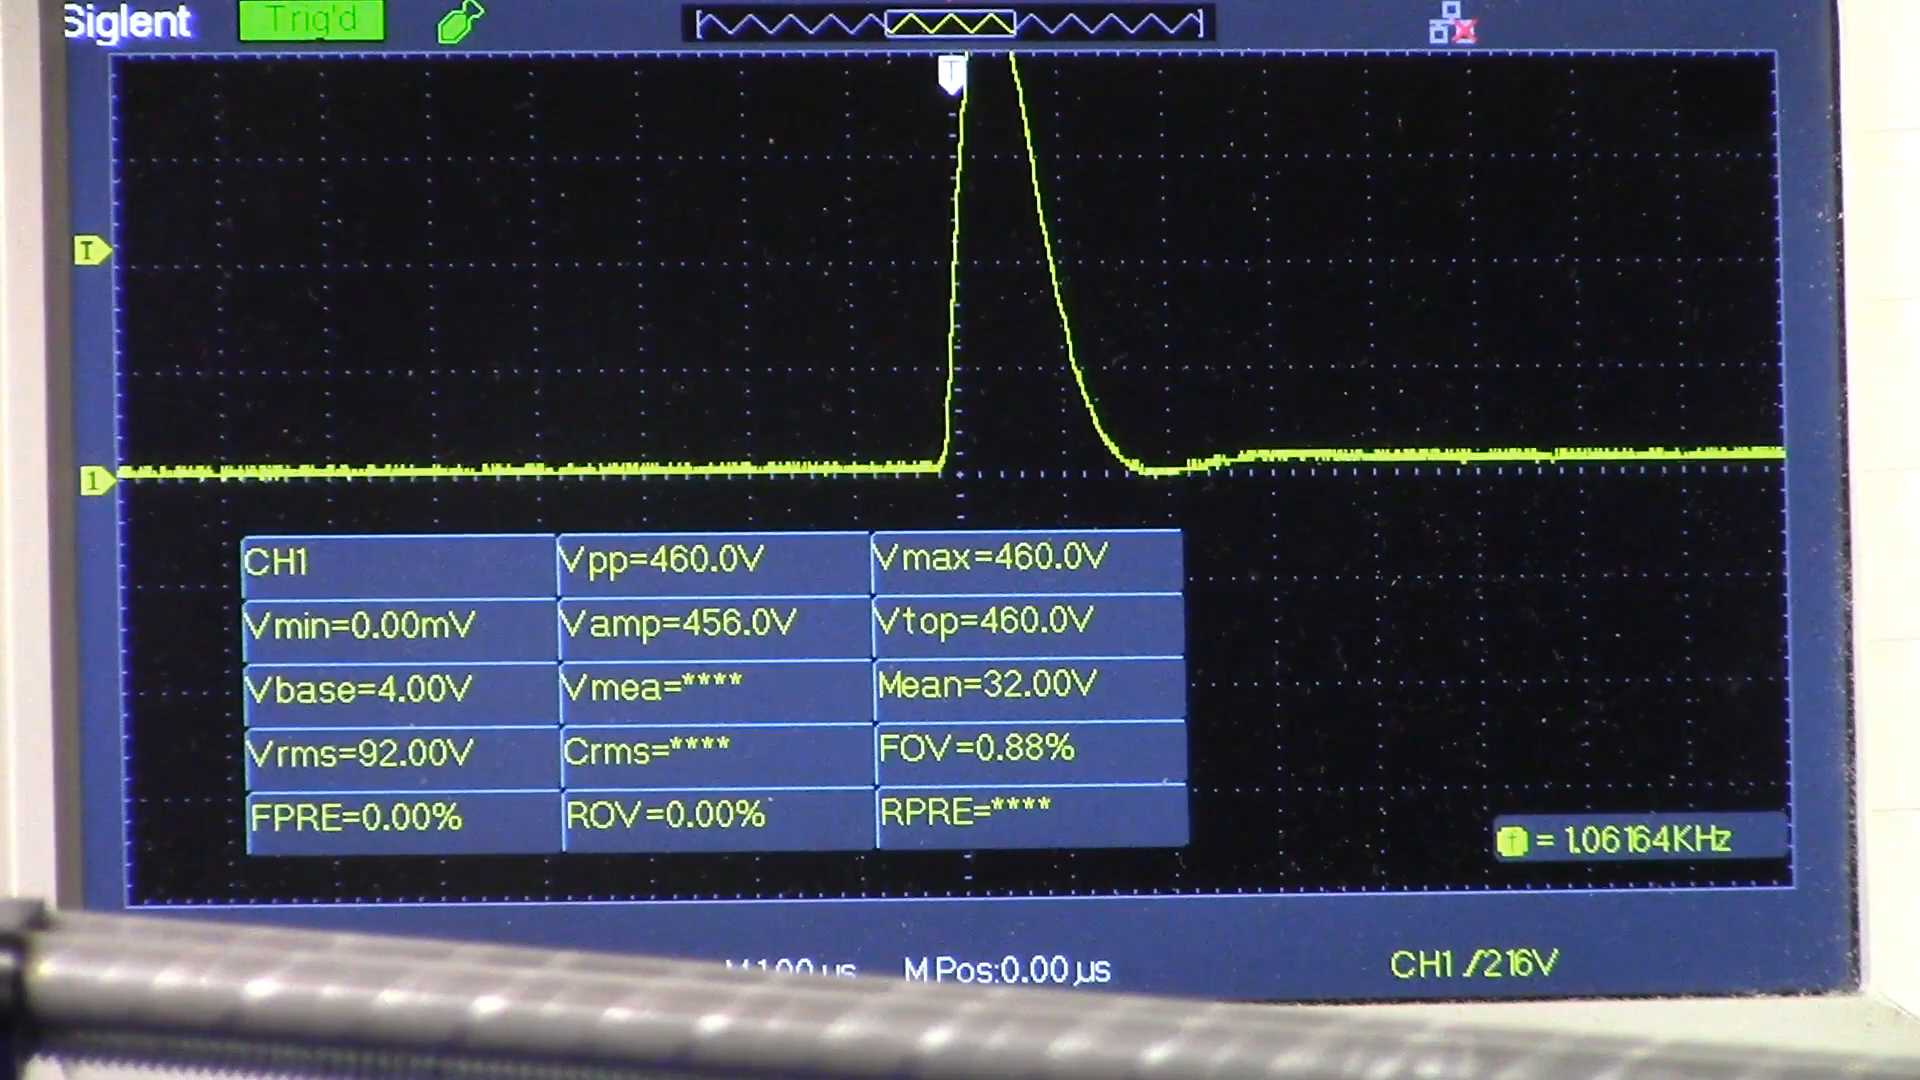 Siglent Trig'd
T
T
1
CH1 Vpp=460.0V Vmax=460.0V
Vmin=0.00mV Vamp=456.0V Vtop=460.0V
Vbase=4.00V Vmea=**** Mean=32.00V
Vrms=92.00V Crms=**** FOV=0.88%
FPRE=0.00% ROV=0.00% RPRE=****
f = 1.06164KHz
M Pos:0.00µs CH1 /216V